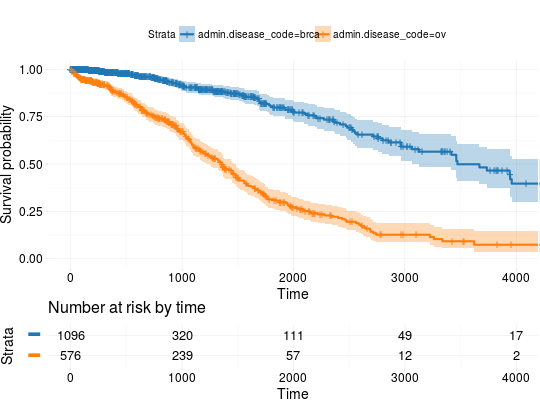 Strata admin.disease_code=brca admin.disease_code=ov
1.00
0.75
0.50
0.25
0.00
Survival probability
0 1000 2000 3000 4000
Time
Number at risk by time
Strata
1096 320 111 49 17
576 239 57 12 2
0 1000 2000 3000 4000
Time